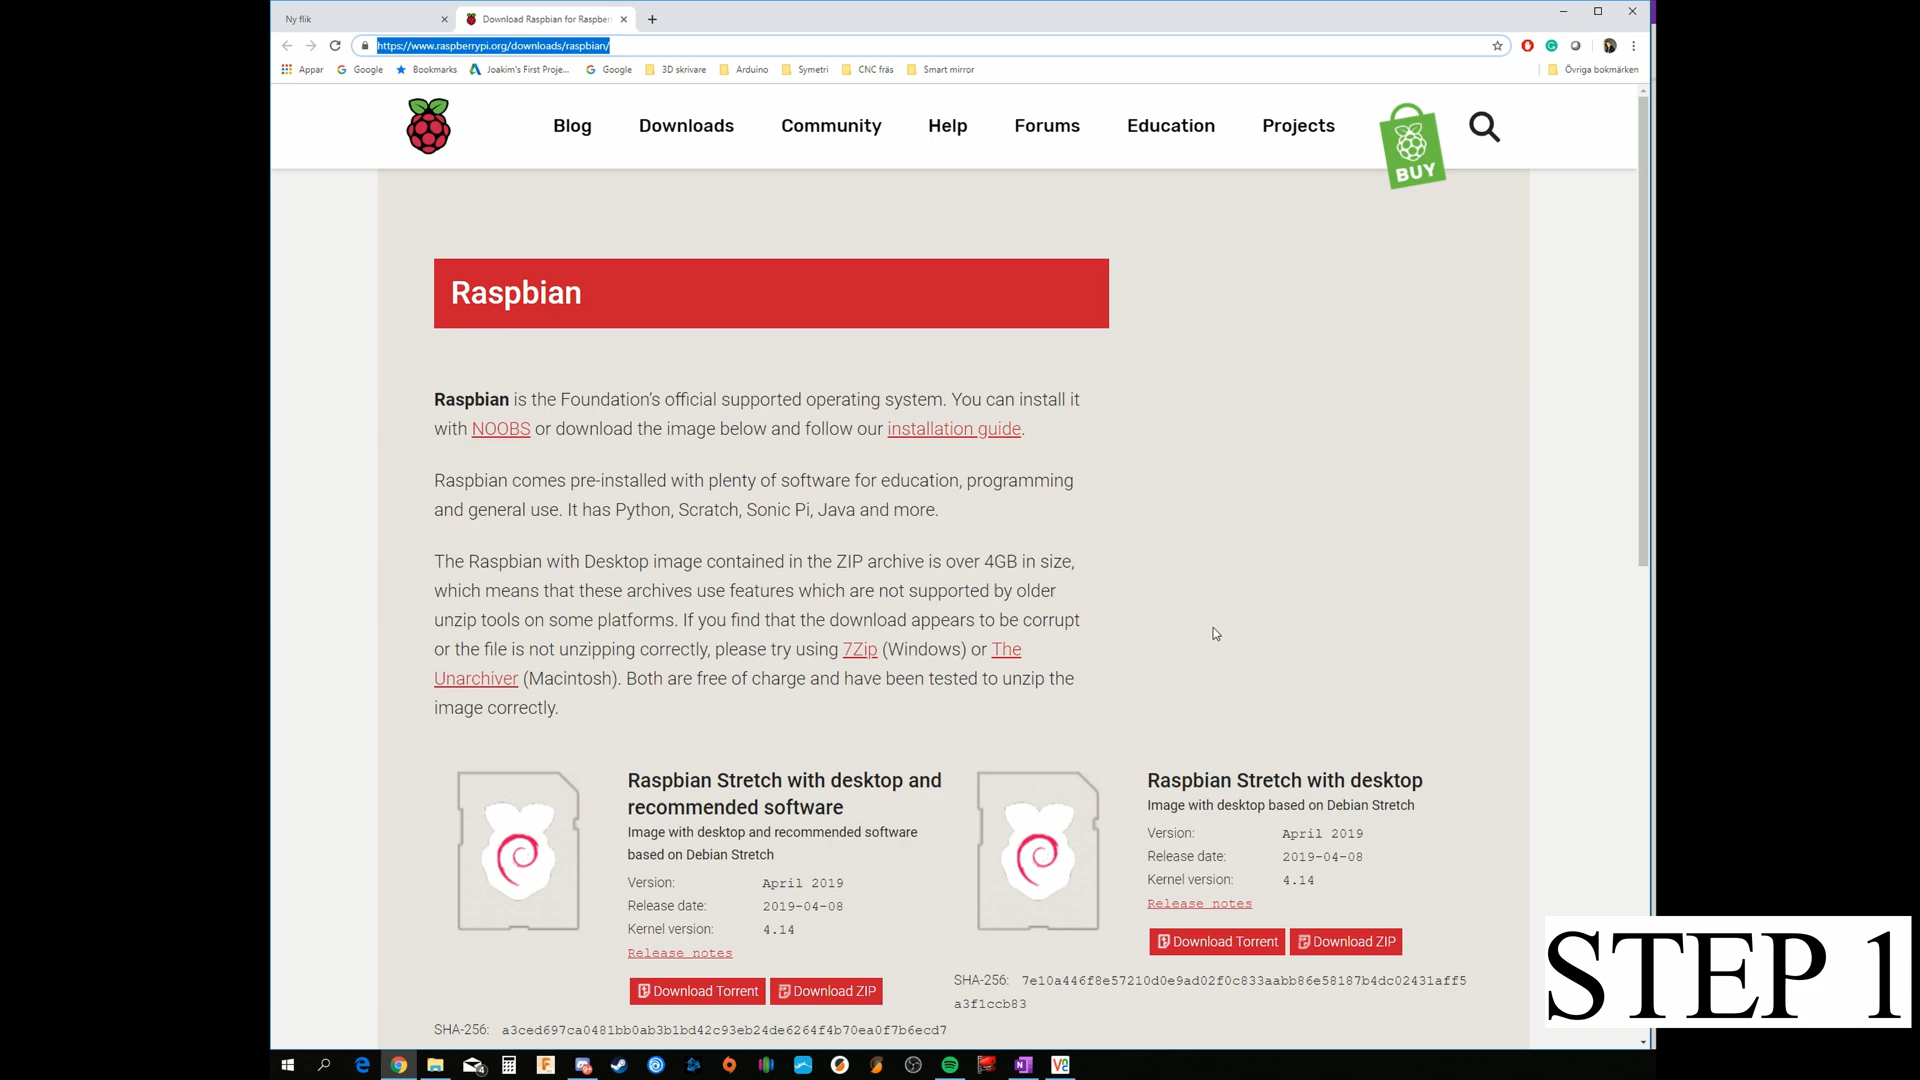 Ny flik
Download Raspbian for Raspber
https://www.raspberrypi.org/downloads/raspbian/
Appar
Google
Bookmarks
Joakim's First Proje...
Google
3D skrivare
Arduino
Symetri
CNC fräs
Smart mirror
Övriga bokmärken
Blog
Downloads
Community
Help
Forums
Education
Projects
BUY
Raspbian
Raspbian is the Foundation's official supported operating system. You can install it
with NOOBS or download the image below and follow our installation guide.
Raspbian comes pre-installed with plenty of software for education, programming
and general use. It has Python, Scratch, Sonic Pi, Java and more.
The Raspbian with Desktop image contained in the ZIP archive is over 4GB in size,
which means that these archives use features which are not supported by older
unzip tools on some platforms. If you find that the download appears to be corrupt
or the file is not unzipping correctly, please try using 7Zip (Windows) or The
Unarchiver (Macintosh). Both are free of charge and have been tested to unzip the
image correctly.
Raspbian Stretch with desktop and
recommended software
Image with desktop and recommended software
based on Debian Stretch
Version: April 2019
Release date: 2019-04-08
Kernel version: 4.14
Release notes
Download Torrent
Download ZIP
SHA-256: a3ced697ca0481bb0ab3b1bd42c93eb24de6264f4b70ea0f7b6ecd7
Raspbian Stretch with desktop
Image with desktop based on Debian Stretch
Version: April 2019
Release date: 2019-04-08
Kernel version: 4.14
Release notes
Download Torrent
Download ZIP
SHA-256: 7e10a446f8e57210d0e9ad02f0c833aabb86e58187b4dc02431aff5
a3f1ccb83
STEP 1